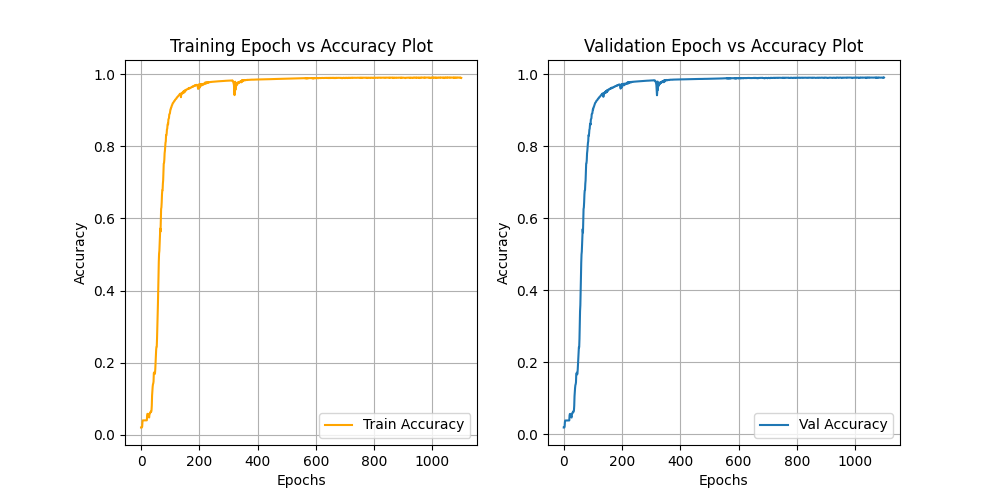 Training Epoch vs Accuracy Plot
1.0
0.8
0.6
0.4
0.2
0.0
Accuracy
0 200 400 600 800 1000
Epochs
Train Accuracy
Validation Epoch vs Accuracy Plot
1.0
0.8
0.6
0.4
0.2
0.0
Accuracy
0 200 400 600 800 1000
Epochs
Val Accuracy